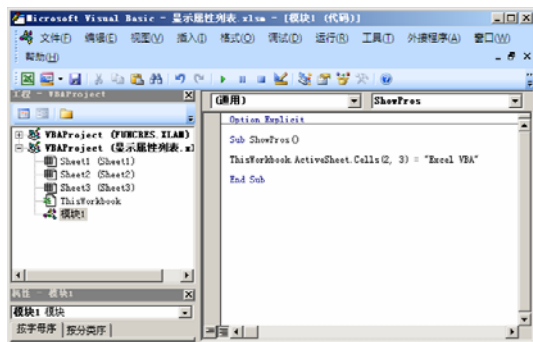 Microsoft Visual Basic - 显示属性列表.xlsm - [模块1 (代码)]
文件(F) 编辑(E) 视图(V) 插入(I) 格式(O) 调试(D) 运行(R) 工具(T) 外接程序(A) 窗口(W)
帮助(H)
工程 - VBAProject
(通用) ShowPros
Option Explicit
VBAProject (FUNCRES.XLAM)
Sub ShowPros()
VBAProject (显示属性列表.xl
Sheet1 (Sheet1)
ThisWorkbook.ActiveSheet.Cells(2, 3) = "Excel VBA"
Sheet2 (Sheet2)
End Sub
Sheet3 (Sheet3)
ThisWorkbook
模块1
属性 - 模块1
模块1 模块
按字母序 按分类序